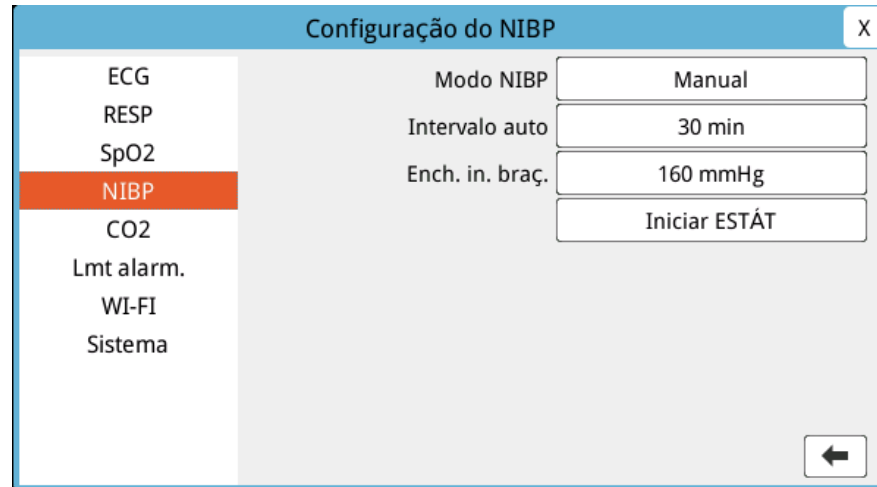 Configuração do NIBP
X
ECG
RESP
SpO2
NIBP
CO2
Lmt alarm.
WI-FI
Sistema
Modo NIBP Manual
Intervalo auto 30 min
Ench. in. braç. 160 mmHg
Iniciar ESTÁT